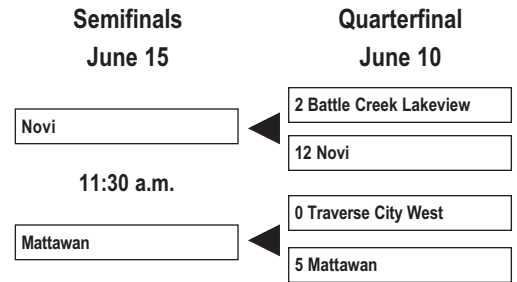 Semifinals
June 15
Quarterfinal
June 10
2 Battle Creek Lakeview
Novi
12 Novi
11:30 a.m.
0 Traverse City West
Mattawan
5 Mattawan